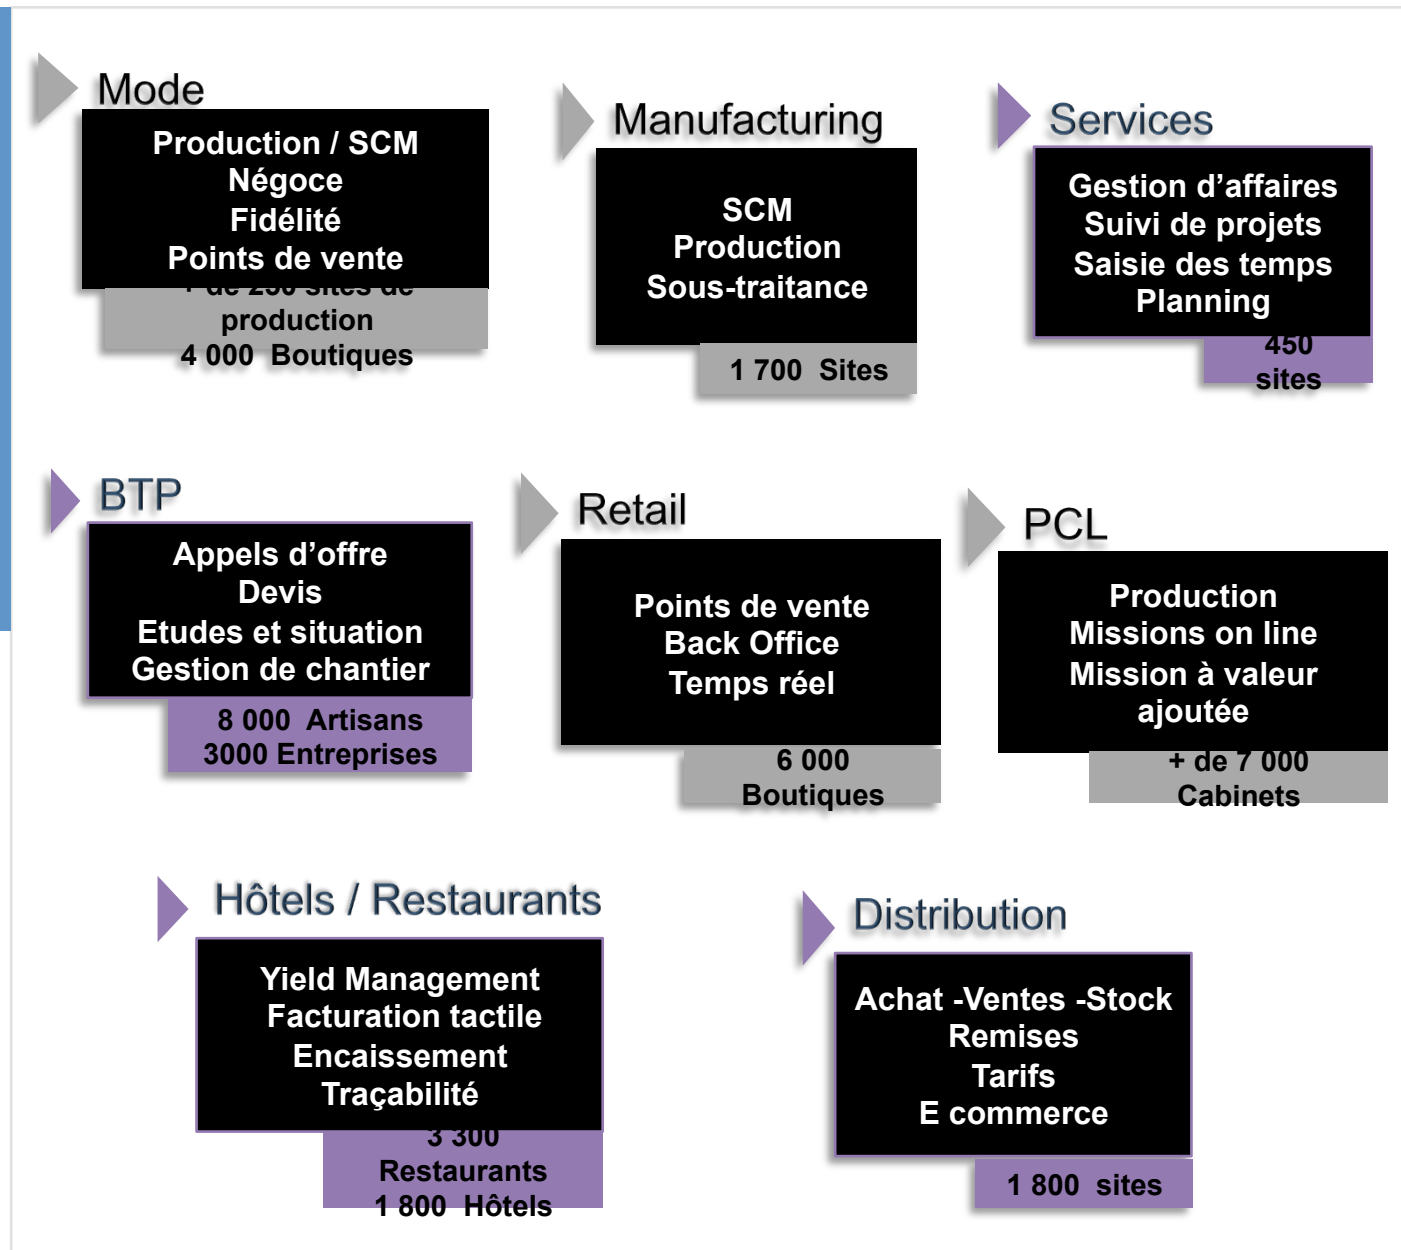 Mode
Production / SCM
Négoce
Fidélité
Points de vente
+ de 250 sites de
production
4 000 Boutiques
Manufacturing
SCM
Production
Sous-traitance
1 700 Sites
Services
Gestion d’affaires
Suivi de projets
Saisie des temps
Planning
450
sites
BTP
Appels d’offre
Devis
Etudes et situation
Gestion de chantier
8 000 Artisans
3000 Entreprises
Retail
Points de vente
Back Office
Temps réel
6 000
Boutiques
PCL
Production
Missions on line
Mission à valeur
ajoutée
+ de 7 000
Cabinets
Hôtels / Restaurants
Yield Management
Facturation tactile
Encaissement
Traçabilité
3 300
Restaurants
1 800 Hôtels
Distribution
Achat -Ventes -Stock
Remises
Tarifs
E commerce
1 800 sites